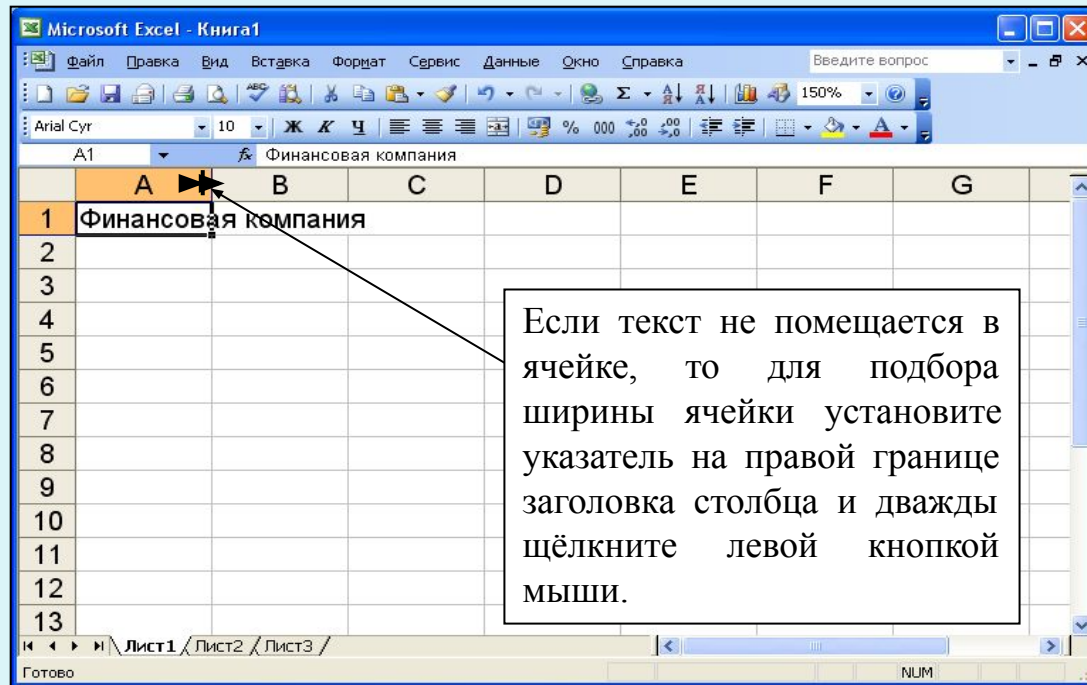 Microsoft Excel - Книга1
Файл Правка Вид Вставка Формат Сервис Данные Окно Справка Введите вопрос
150%
Arial Cyr 10 Ж К Ч % 000
A1 fx Финансовая компания
A B C D E F G
1 Финансовая компания
2
3
4
5
6
7
8
9
10
11
12
13
Если текст не помещается в
ячейке, то для подбора
ширины ячейки установите
указатель на правой границе
заголовка столбца и дважды
щёлкните левой кнопкой
мыши.
Лист1 Лист2 Лист3
Готово NUM